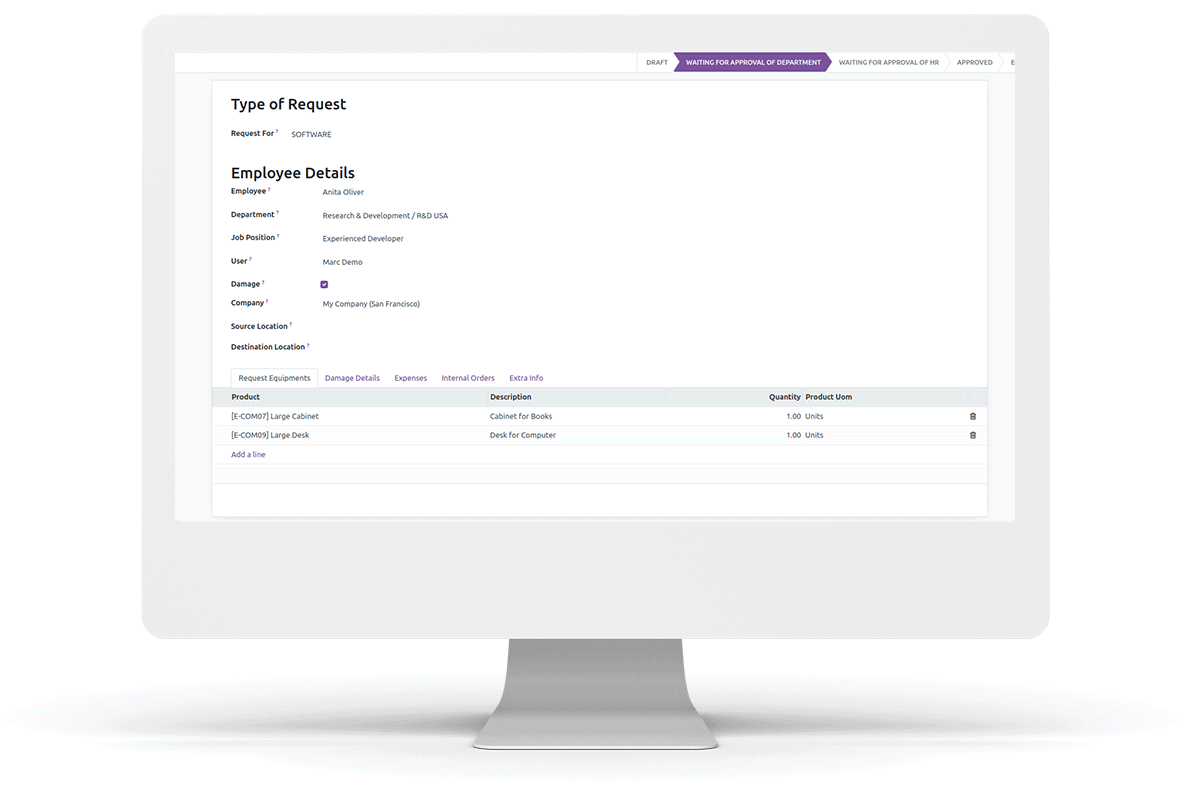 DRAFT WAITING FOR APPROVAL OF DEPARTMENT WAITING FOR APPROVAL OF HR APPROVED E
Type of Request
Request For ? SOFTWARE
Employee Details
Employee ? Anita Oliver
Department ? Research & Development / R&D USA
Job Position ? Experienced Developer
User ? Marc Demo
Damage ?
Company ? My Company (San Francisco)
Source Location ?
Destination Location ?
Request Equipments Damage Details Expenses Internal Orders Extra Info
Product Description Quantity Product Uom
[E-COM07] Large Cabinet Cabinet for Books 1.00 Units
[E-COM09] Large Desk Desk for Computer 1.00 Units
Add a line